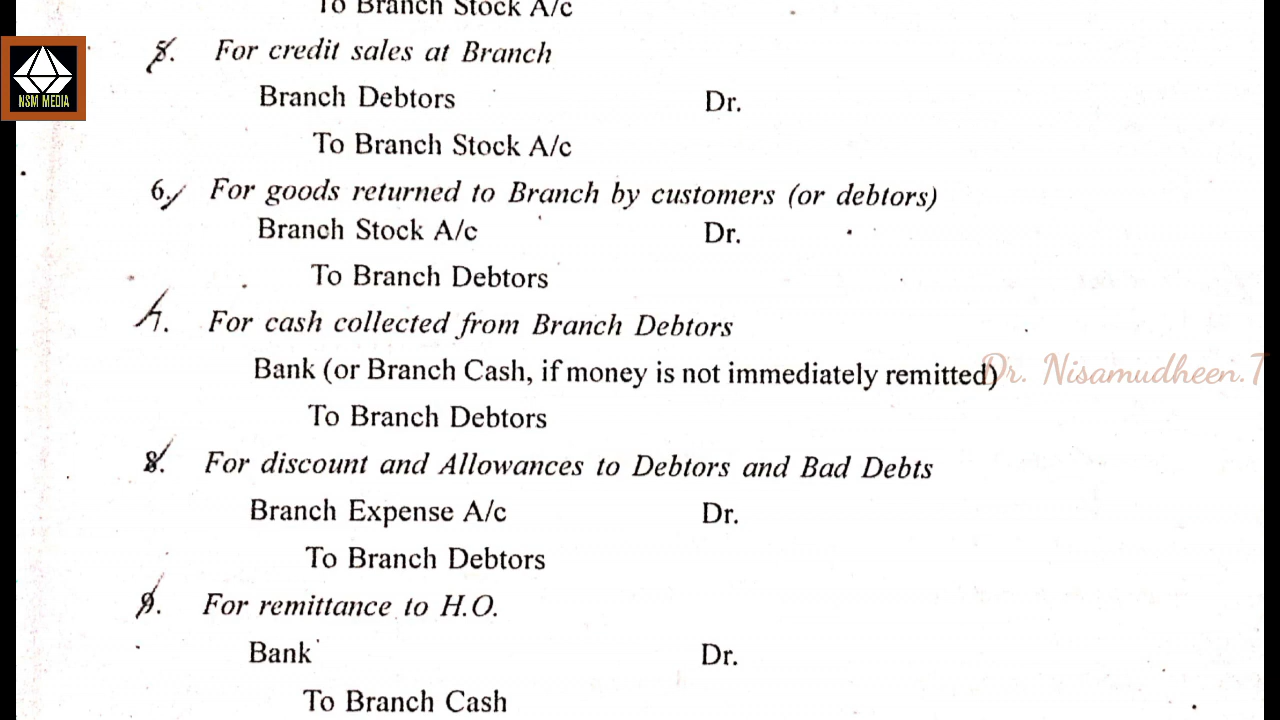 To Branch Stock A/c
5. For credit sales at Branch
NSM MEDIA
Branch Debtors Dr.
To Branch Stock A/c
6. For goods returned to Branch by customers (or debtors)
Branch Stock A/c Dr.
To Branch Debtors
7. For cash collected from Branch Debtors
Bank (or Branch Cash, if money is not immediately remitted)
Dr. Nisamudheen.T
To Branch Debtors
8. For discount and Allowances to Debtors and Bad Debts
Branch Expense A/c Dr.
To Branch Debtors
9. For remittance to H.O.
Bank Dr.
To Branch Cash